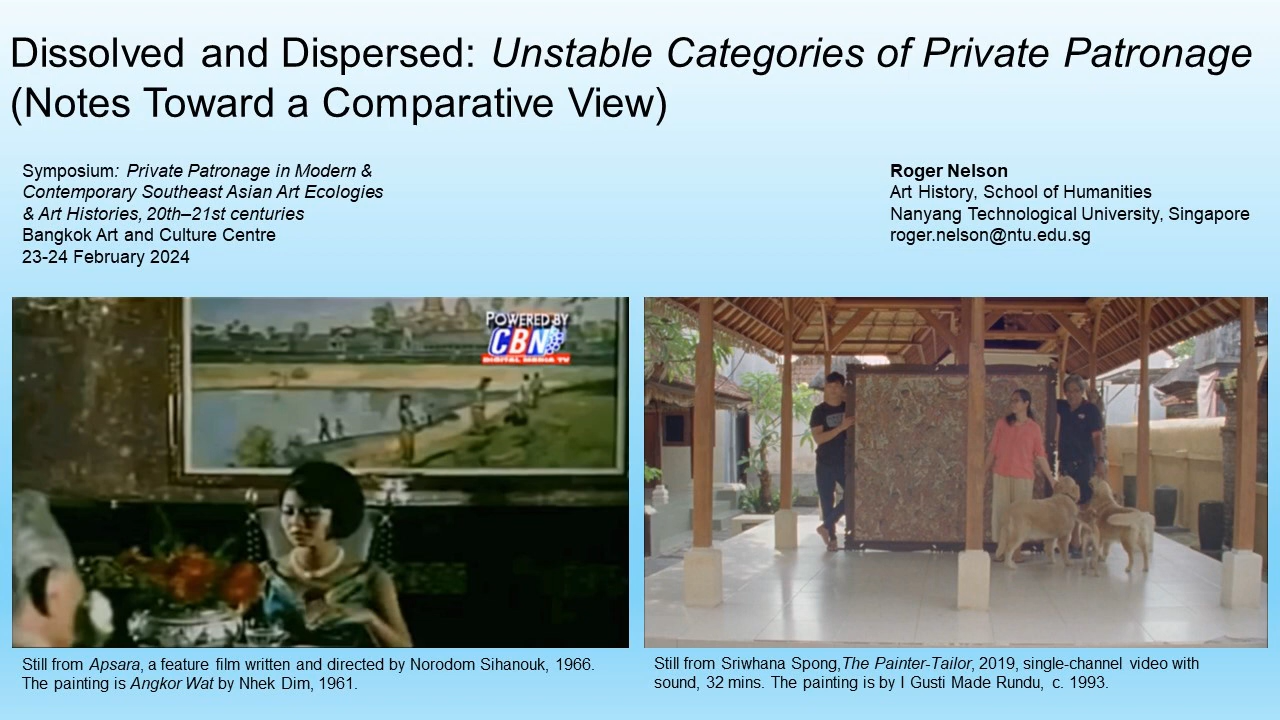 Dissolved and Dispersed: Unstable Categories of Private Patronage
(Notes Toward a Comparative View)
Symposium: Private Patronage in Modern &
Contemporary Southeast Asian Art Ecologies
& Art Histories, 20th–21st centuries
Bangkok Art and Culture Centre
23-24 February 2024
Roger Nelson
Art History, School of Humanities
Nanyang Technological University, Singapore
roger.nelson@ntu.edu.sg
POWERED BY
CBN
DIGITAL MEDIA TV
Still from Apsara, a feature film written and directed by Norodom Sihanouk, 1966.
The painting is Angkor Wat by Nhek Dim, 1961.
Still from Sriwhana Spong,The Painter-Tailor, 2019, single-channel video with
sound, 32 mins. The painting is by I Gusti Made Rundu, c. 1993.